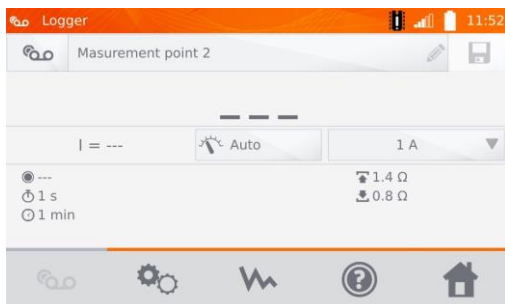 Logger
11:52
Masurement point 2
---
I = ---
Auto
1 A
---
1.4 Ω
1 s
0.8 Ω
1 min
?